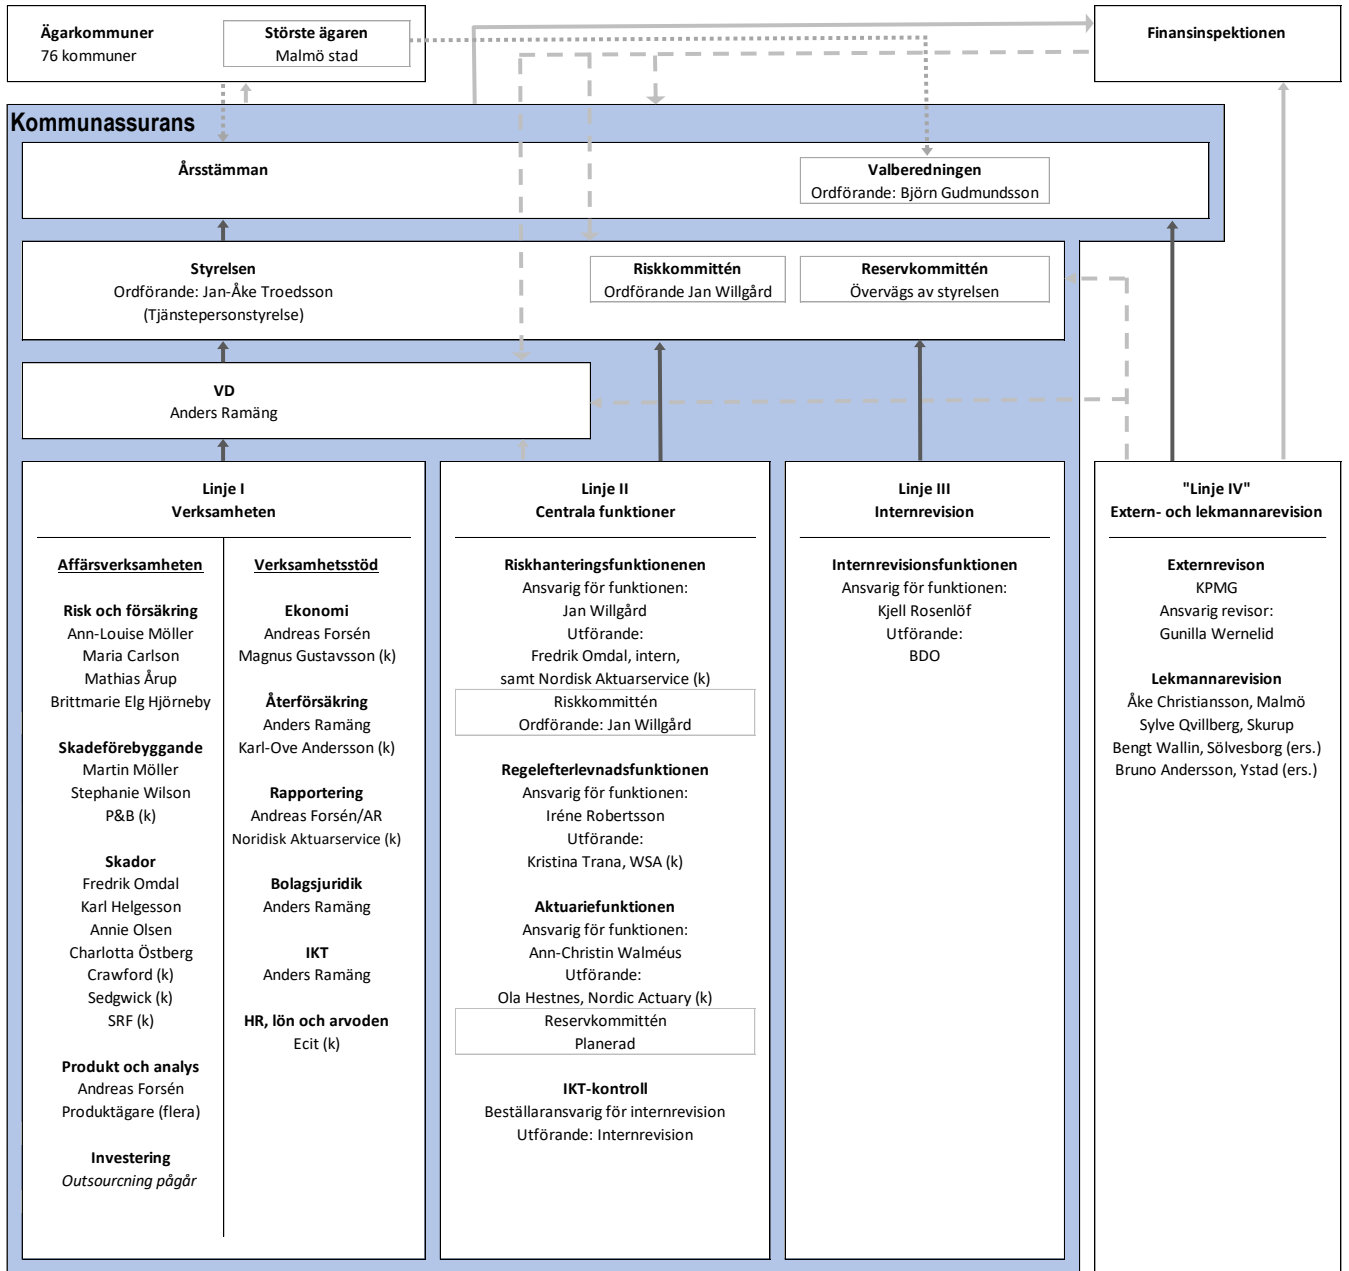 Ägarkommuner
76 kommuner
Störste ägaren
Malmö stad
Finansinspektionen
Kommunassurans
Årsstämman
Valberedningen
Ordförande: Björn Gudmundsson
Styrelsen
Ordförande: Jan-Åke Troedsson
(Tjänstepersonstyrelse)
Riskkommittén
Ordförande Jan Willgård
Reservkommittén
Övervägs av styrelsen
VD
Anders Ramäng
Linje I
Verksamheten
Affärsverksamheten
Risk och försäkring
Ann-Louise Möller
Maria Carlson
Mathias Årup
Brittmarie Elg Hjörneby
Skadeförebyggande
Martin Möller
Stephanie Wilson
P&B (k)
Skador
Fredrik Omdal
Karl Helgesson
Annie Olsen
Charlotta Östberg
Crawford (k)
Sedgwick (k)
SRF (k)
Produkt och analys
Andreas Forsén
Produktägare (flera)
Investering
Outsourcning pågår
Verksamhetsstöd
Ekonomi
Andreas Forsén
Magnus Gustavsson (k)
Återförsäkring
Anders Ramäng
Karl-Ove Andersson (k)
Rapportering
Andreas Forsén/AR
Noridisk Aktuarservice (k)
Bolagsjuridik
Anders Ramäng
IKT
Anders Ramäng
HR, lön och arvoden
Ecit (k)
Linje II
Centrala funktioner
Riskhanteringsfunktionenen
Ansvarig för funktionen:
Jan Willgård
Utförande:
Fredrik Omdal, intern,
samt Nordisk Aktuarservice (k)
Riskkommittén
Ordförande: Jan Willgård
Regelefterlevnadsfunktionen
Ansvarig för funktionen:
Iréne Robertsson
Utförande:
Kristina Trana, WSA (k)
Aktuariefunktionen
Ansvarig för funktionen:
Ann-Christin Walméus
Utförande:
Ola Hestnes, Nordic Actuary (k)
Reservkommittén
Planerad
IKT-kontroll
Beställaransvarig för internrevision
Utförande: Internrevision
Linje III
Internrevision
Internrevisionsfunktionen
Ansvarig för funktionen:
Kjell Rosenlöf
Utförande:
BDO
"Linje IV"
Extern- och lekmannarevision
Externrevison
KPMG
Ansvarig revisor:
Gunilla Wernelid
Lekmannarevision
Åke Christiansson, Malmö
Sylve Qvillberg, Skurup
Bengt Wallin, Sölvesborg (ers.)
Bruno Andersson, Ystad (ers.)